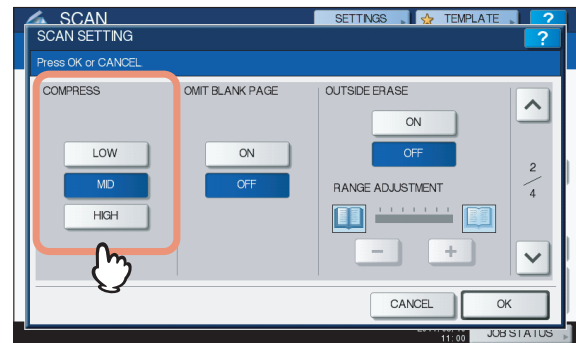 SCAN
SETTINGS
TEMPLATE
?
SCAN SETTING
?
Press OK or CANCEL.
COMPRESS
OMIT BLANK PAGE
OUTSIDE ERASE
ON
LOW
ON
OFF
MID
OFF
HIGH
RANGE ADJUSTMENT
2
4
-
+
CANCEL
OK
11:00
JOB STATUS